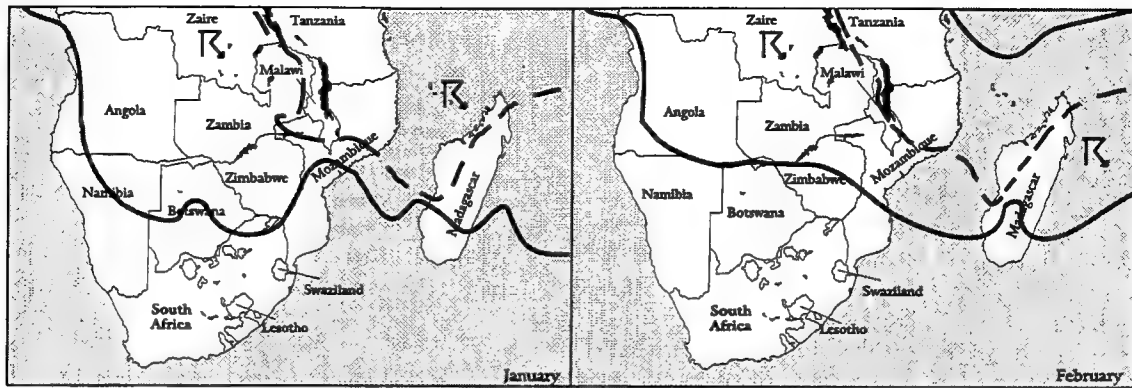 Zaire
Tanzania
Malawi
Angola
Zambia
Mozambique
Zimbabwe
Namibia
Botswana
Madagascar
Swaziland
South
Africa
Lesotho
January
Zaire
Tanzania
Malawi
Angola
Zambia
Mozambique
Zimbabwe
Namibia
Botswana
Madagascar
Swaziland
South
Africa
Lesotho
February